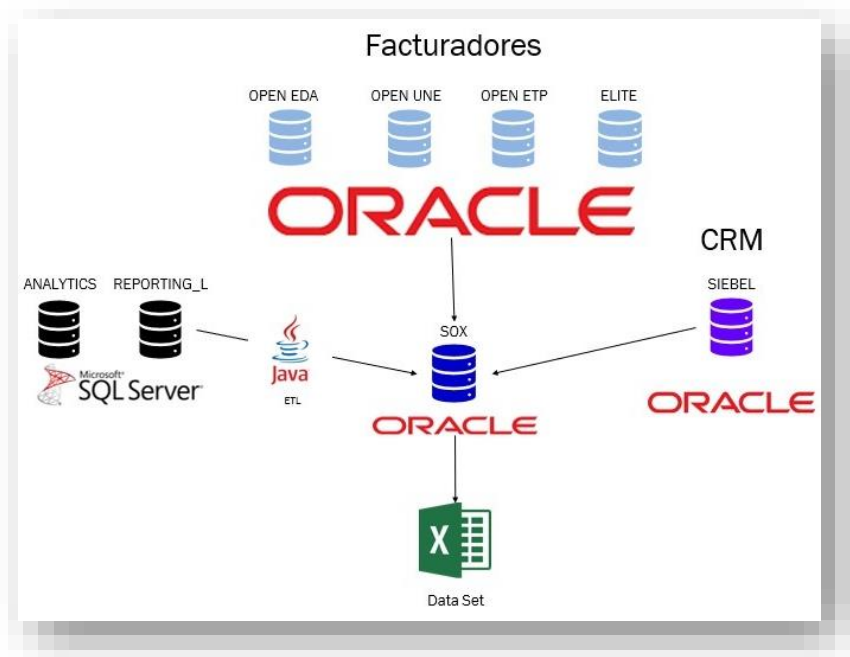 Facturadores
OPEN EDA
OPEN UNE
OPEN ETP
ELITE
ORACLE
CRM
ANALYTICS
REPORTING_L
SIEBEL
SOX
Java
ETL
Microsoft®
SQL Server
ORACLE
ORACLE
X
Data Set